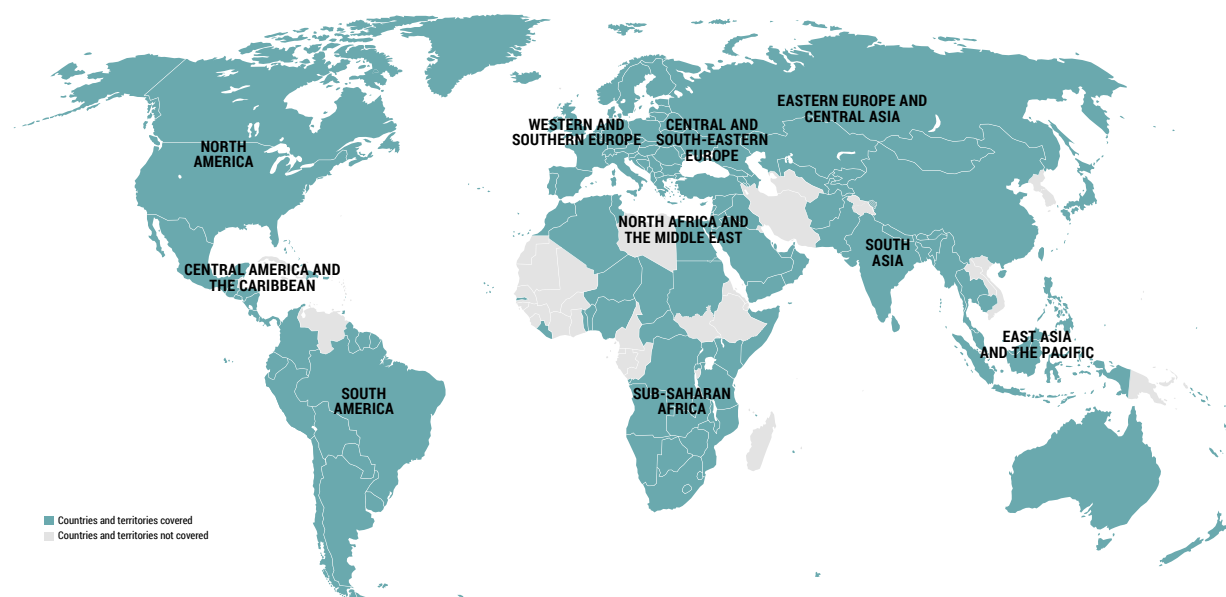 EASTERN EUROPE AND
CENTRAL ASIA
WESTERN AND
SOUTHERN EUROPE
CENTRAL AND
SOUTH-EASTERN
EUROPE
NORTH
AMERICA
NORTH AFRICA AND
THE MIDDLE EAST
SOUTH
ASIA
CENTRAL AMERICA AND
THE CARIBBEAN
EAST ASIA
AND THE PACIFIC
SOUTH
AMERICA
SUB-SAHARAN
AFRICA
Countries and territories covered
Countries and territories not covered